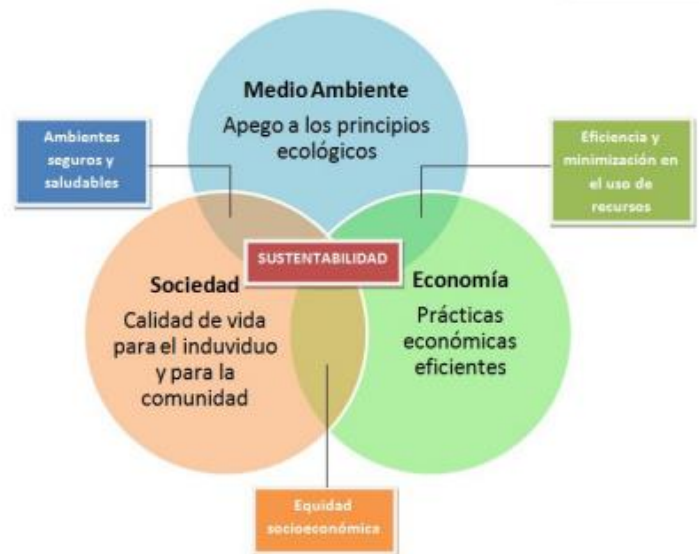 Medio Ambiente
Apego a los principios
ecológicos
Ambientes
seguros y
saludables
Eficiencia y
minimización en
el uso de
recursos
SUSTENTABILIDAD
Sociedad
Calidad de vida
para el induviduo
y para la
comunidad
Economía
Prácticas
económicas
eficientes
Equidad
socioeconómica